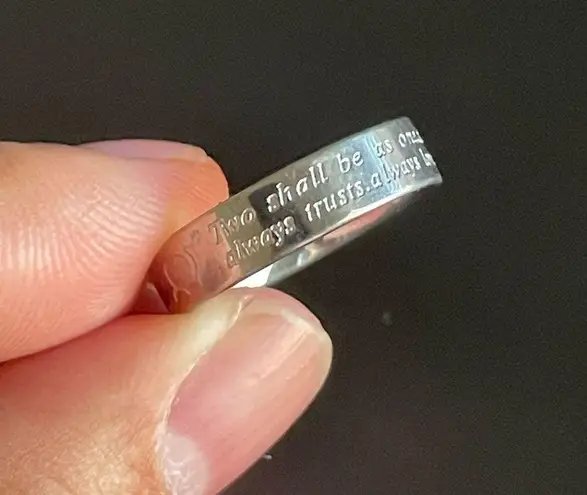 Two shall be as one
always trusts.always